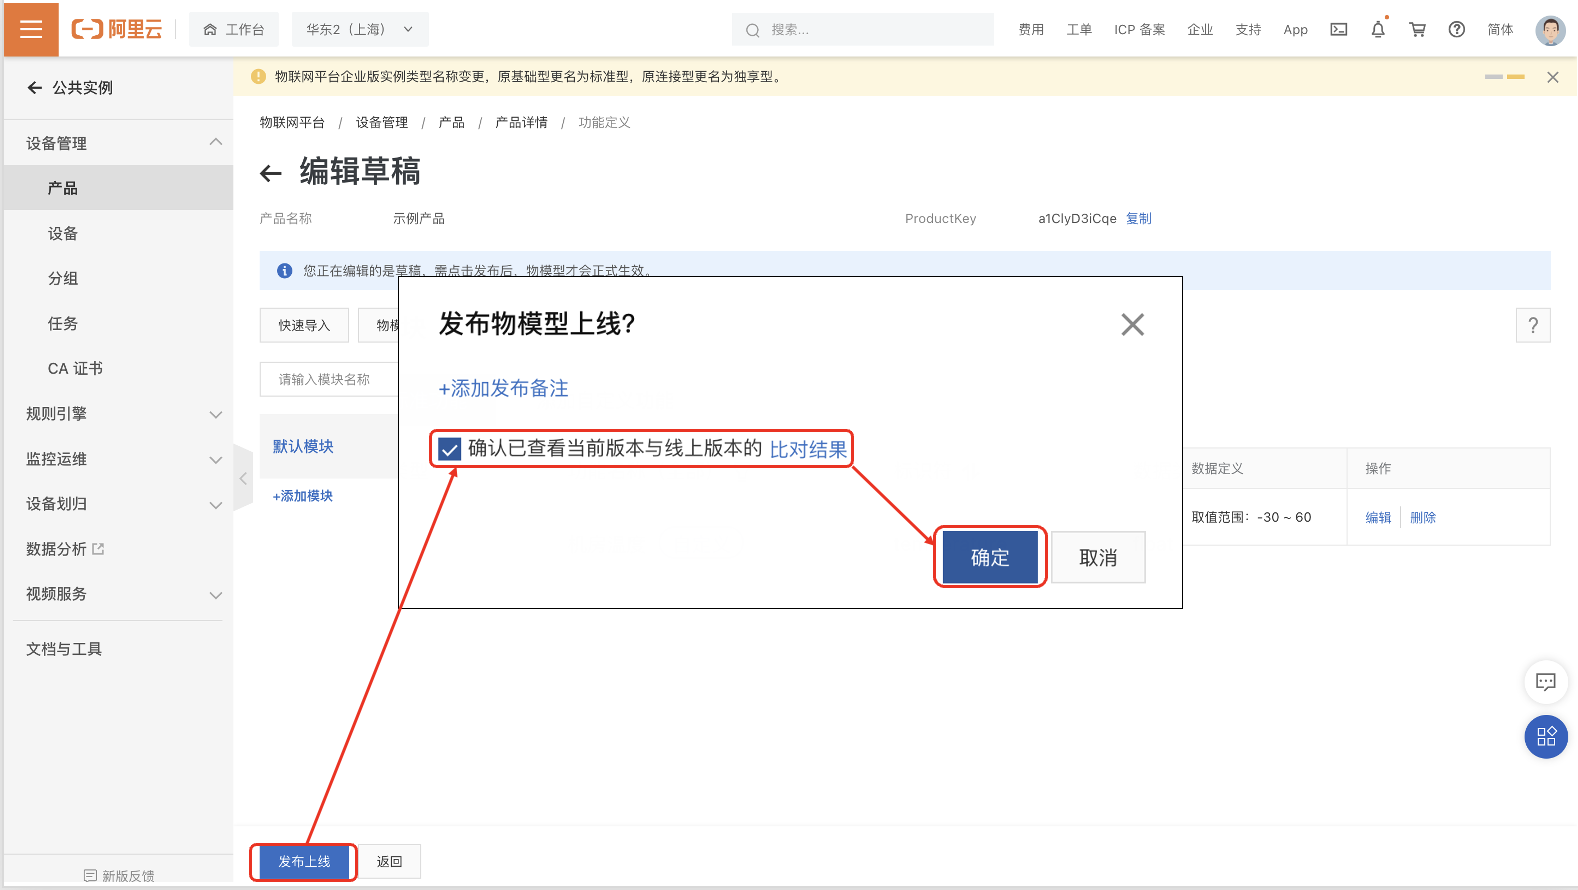 阿里云
工作台
华东2（上海）
搜索...
费用
工单
ICP 备案
企业
支持
App
简体
公共实例
设备管理
产品
设备
分组
任务
CA 证书
规则引擎
监控运维
设备划归
数据分析
视频服务
文档与工具
新版反馈
物联网平台企业版实例类型名称变更，原基础型更名为标准型，原连接型更名为独享型。
物联网平台 / 设备管理 / 产品 / 产品详情 / 功能定义
编辑草稿
产品名称 示例产品 ProductKey a1ClyD3iCqe 复制
您正在编辑的是草稿，需点击发布后，物模型才会正式生效。
快速导入
物模
?
请输入模块名称
默认模块
+添加模块
发布物模型上线?
+添加发布备注
确认已查看当前版本与线上版本的 比对结果
确定
取消
数据定义 操作
取值范围：-30 ~ 60 编辑 删除
发布上线
返回